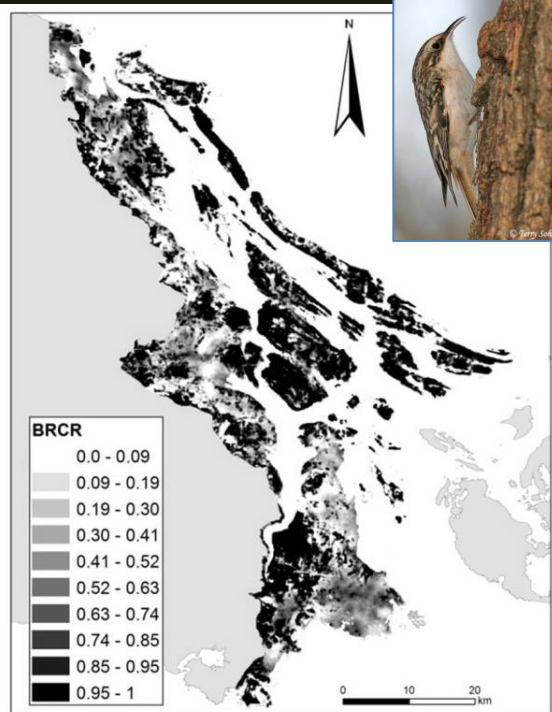 N
© Terry Soh
BRCR
0.0 - 0.09
0.09 - 0.19
0.19 - 0.30
0.30 - 0.41
0.41 - 0.52
0.52 - 0.63
0.63 - 0.74
0.74 - 0.85
0.85 - 0.95
0.95 - 1
0 10 20
km